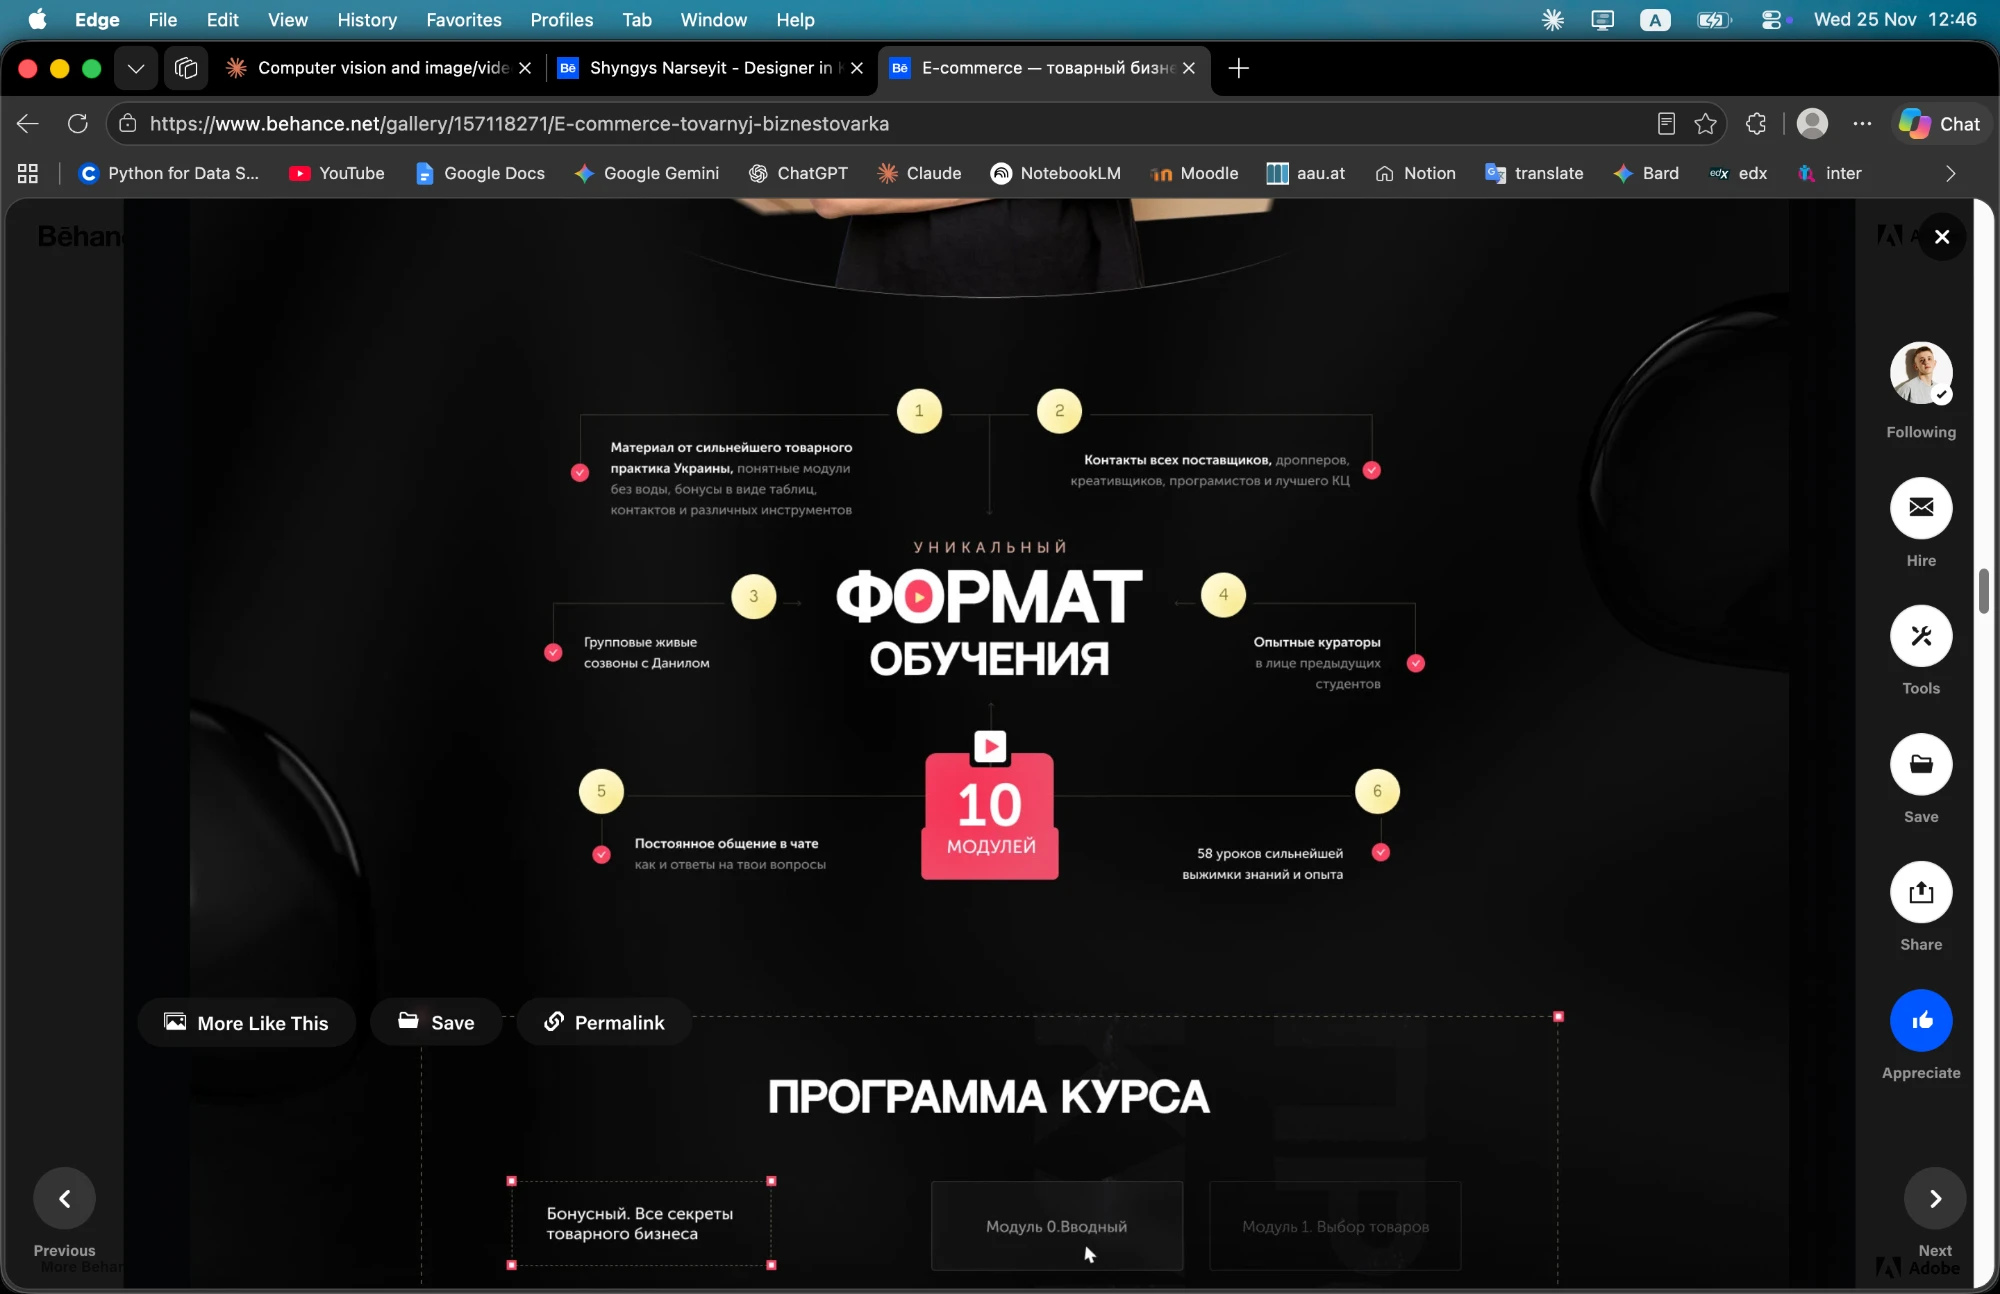 Edge File Edit View History Favorites Profiles Tab Window Help
A
Wed 25 Nov 12:46
Computer vision and image/vide
Bē Shyngys Narseyit - Designer in
Bē E-commerce — товарный бизне
https://www.behance.net/gallery/157118271/E-commerce-tovarnyj-biznestovarka
Chat
Python for Data S... YouTube Google Docs Google Gemini ChatGPT Claude NotebookLM Moodle aau.at Notion translate Bard edx edx inter
Bēhan
1
2
Материал от сильнейшего товарного
практика Украины, понятные модули
без воды, бонусы в виде таблиц,
контактов и различных инструментов
Контакты всех поставщиков, дропперов,
креативщиков, програмистов и лучшего КЦ
УНИКАЛЬНЫЙ
ФОРМАТ
ОБУЧЕНИЯ
3
Групповые живые
созвоны с Данилом
4
Опытные кураторы
в лице предыдущих
студентов
5
Постоянное общение в чате
как и ответы на твои вопросы
10
МОДУЛЕЙ
6
58 уроков сильнейшей
выжимки знаний и опыта
More Like This
Save
Permalink
ПРОГРАММА КУРСА
Бонусный. Все секреты
товарного бизнеса
Модуль 0.Вводный
Модуль 1. Выбор товаров
Following
Hire
Tools
Save
Share
Appreciate
Previous
More Behan
Next
Adobe